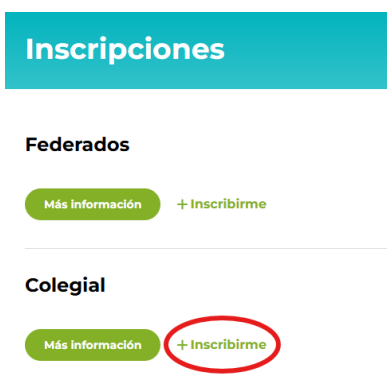 Inscripciones
Federados
Más información +Inscribirme
Colegial
Más información +Inscribirme